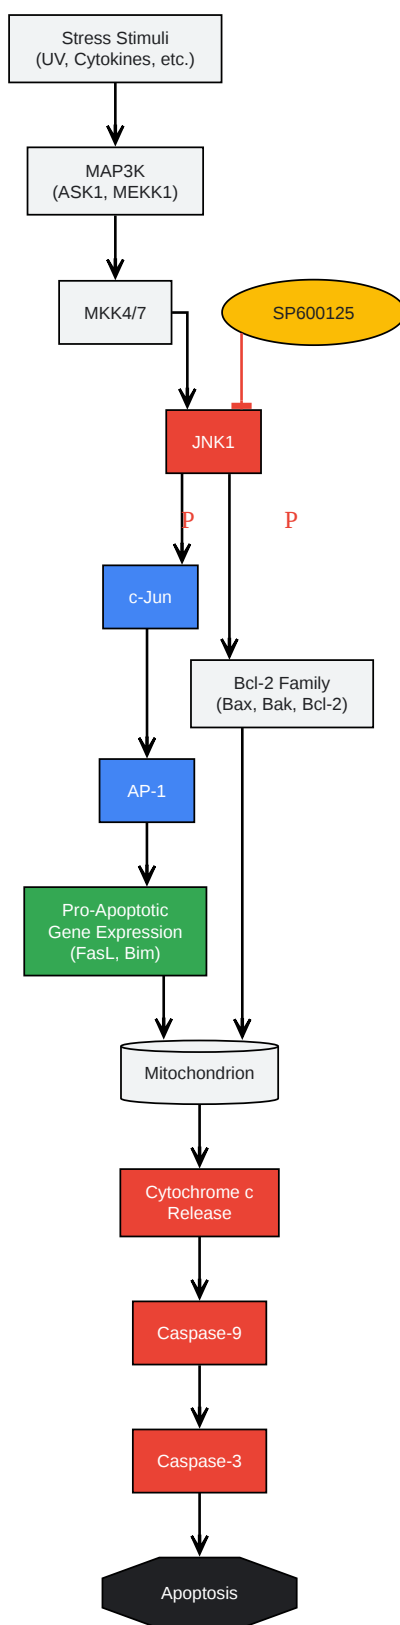 Stress Stimuli
(UV, Cytokines, etc.)
MAP3K
(ASK1, MEKK1)
MKK4/7
SP600125
JNK1
P
P
c-Jun
Bcl-2 Family
(Bax, Bak, Bcl-2)
AP-1
Pro-Apoptotic
Gene Expression
(FasL, Bim)
Mitochondrion
Cytochrome c
Release
Caspase-9
Caspase-3
Apoptosis